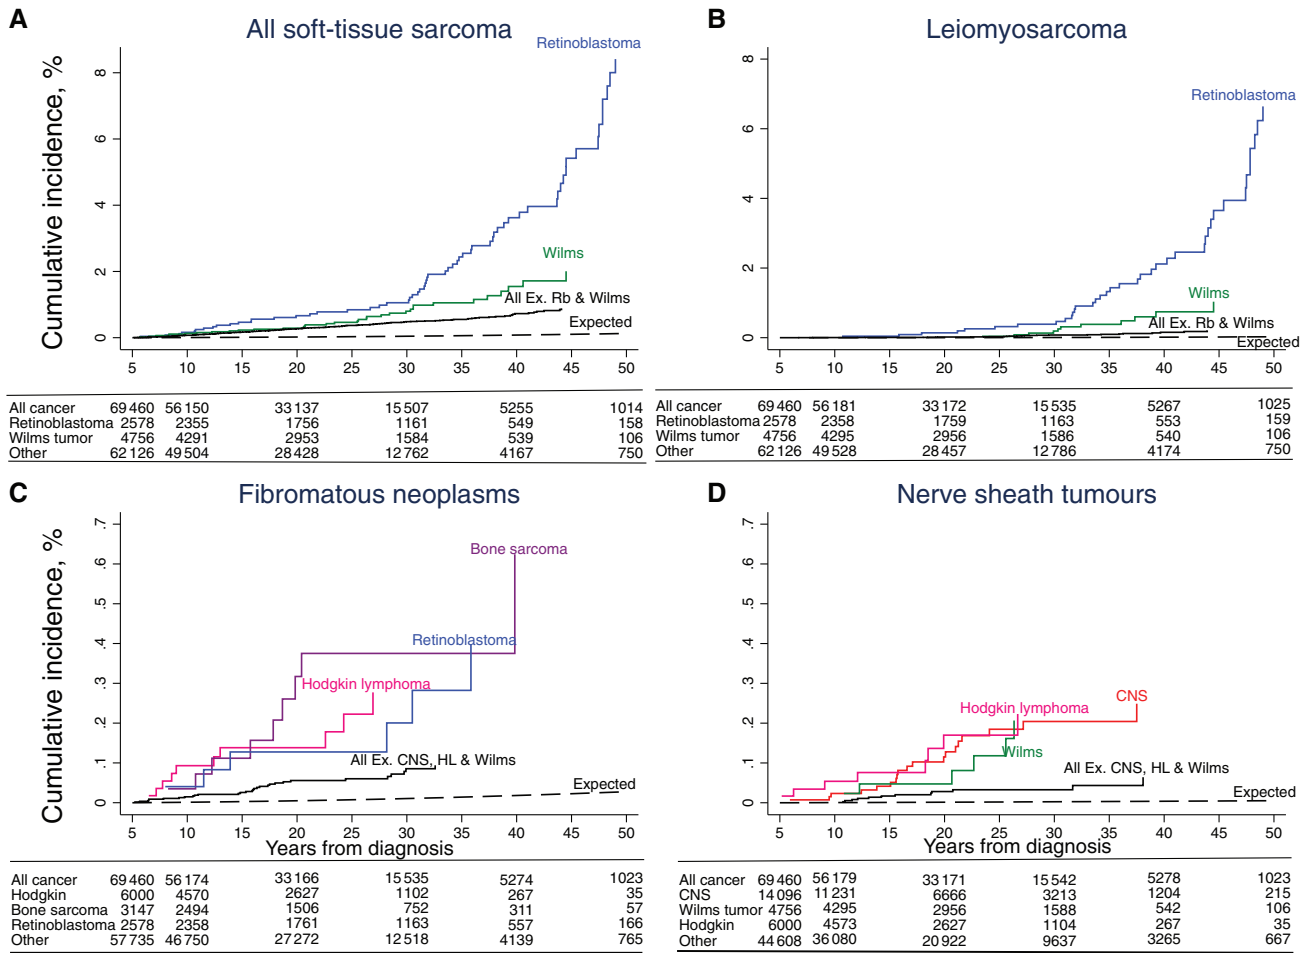 A
All soft-tissue sarcoma
Retinoblastoma
Cumulative incidence, %
8
6
4
2
0
Wilms
All Ex. Rb & Wilms
Expected
5 10 15 20 25 30 35 40 45 50
All cancer 69 460 56 150 33 137 15 507 5255 1014
Retinoblastoma 2578 2355 1756 1161 549 158
Wilms tumor 4756 4291 2953 1584 539 106
Other 62 126 49 504 28 428 12 762 4167 750
B
Leiomyosarcoma
Retinoblastoma
8
6
4
2
0
Wilms
All Ex. Rb & Wilms
Expected
5 10 15 20 25 30 35 40 45 50
All cancer 69 460 56 181 33 172 15 535 5267 1025
Retinoblastoma 2578 2358 1759 1163 553 159
Wilms tumor 4756 4295 2956 1586 540 106
Other 62 126 49 528 28 457 12 786 4174 750
C
Fibromatous neoplasms
Cumulative incidence, %
.7
.6
.5
.4
.3
.2
.1
0
Bone sarcoma
Retinoblastoma
Hodgkin lymphoma
All Ex. CNS, HL & Wilms
Expected
5 10 15 20 25 30 35 40 45 50
Years from diagnosis
All cancer 69 460 56 174 33 166 15 535 5274 1023
Hodgkin 6000 4570 2627 1102 267 35
Bone sarcoma 3147 2494 1506 752 311 57
Retinoblastoma 2578 2358 1761 1163 557 166
Other 57 735 46 750 27 272 12 518 4139 765
D
Nerve sheath tumours
.7
.6
.5
.4
.3
.2
.1
0
CNS
Hodgkin lymphoma
Wilms
All Ex. CNS, HL & Wilms
Expected
5 10 15 20 25 30 35 40 45 50
Years from diagnosis
All cancer 69 460 56 179 33 171 15 542 5278 1023
CNS 14 096 11 231 6666 3213 1204 215
Wilms tumor 4756 4295 2956 1588 542 106
Hodgkin 6000 4573 2627 1104 267 35
Other 44 608 36 080 20 922 9637 3265 667